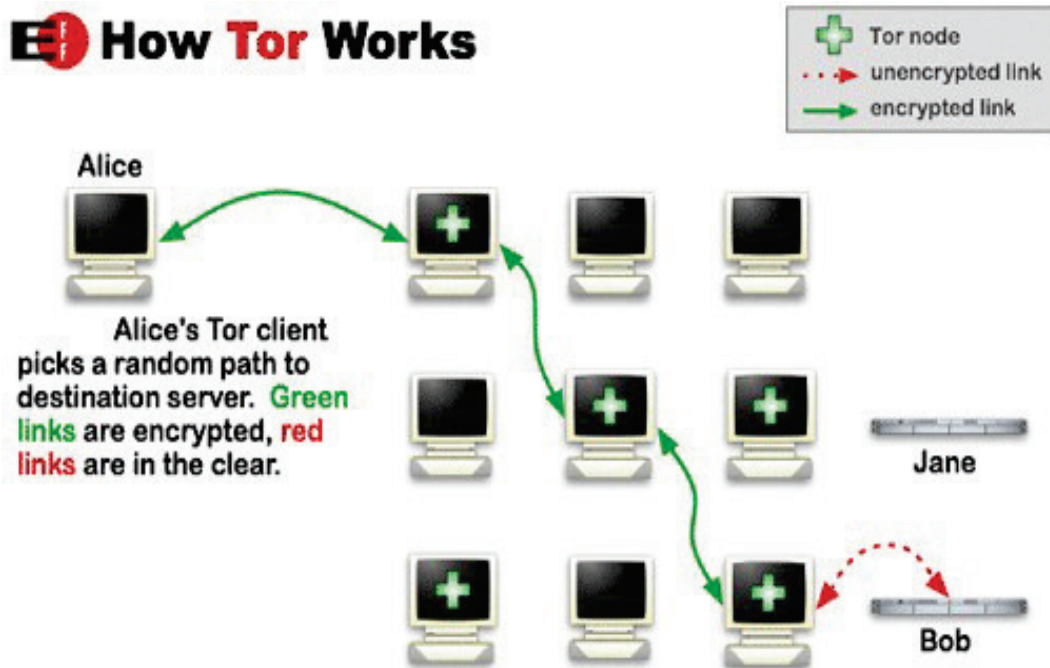 EFF How Tor Works
Tor node
unencrypted link
encrypted link
Alice
Alice's Tor client
picks a random path to
destination server. Green
links are encrypted, red
links are in the clear.
Jane
Bob